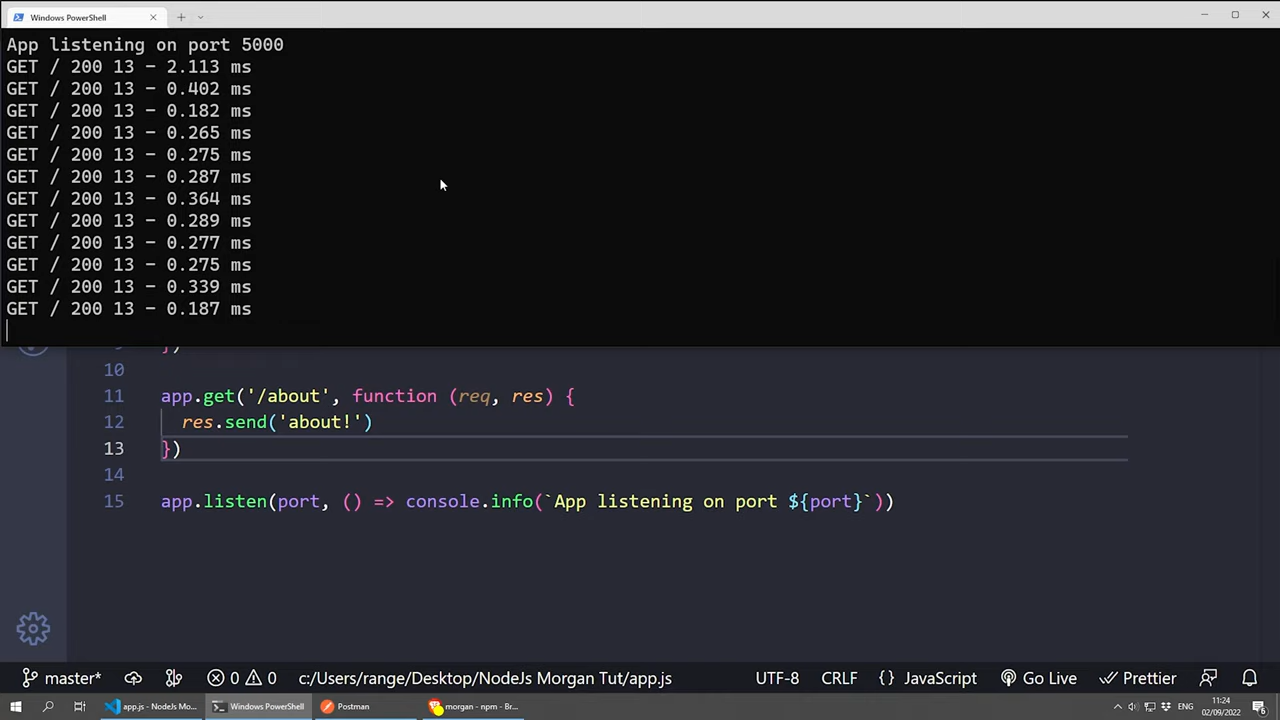 Windows PowerShell
App listening on port 5000
GET / 200 13 - 2.113 ms
GET / 200 13 - 0.402 ms
GET / 200 13 - 0.182 ms
GET / 200 13 - 0.265 ms
GET / 200 13 - 0.275 ms
GET / 200 13 - 0.287 ms
GET / 200 13 - 0.364 ms
GET / 200 13 - 0.289 ms
GET / 200 13 - 0.277 ms
GET / 200 13 - 0.275 ms
GET / 200 13 - 0.339 ms
GET / 200 13 - 0.187 ms
})
10
11 app.get('/about', function (req, res) {
12 res.send('about!')
13 })
14
15 app.listen(port, () => console.info(`App listening on port ${port}`))
master* 0 0 c:/Users/range/Desktop/NodeJs Morgan Tut/app.js UTF-8 CRLF {} JavaScript Go Live Prettier
app.js - NodeJs Mo... Windows PowerShell Postman morgan - npm - Br... ENG 11:24
02/09/2022 6